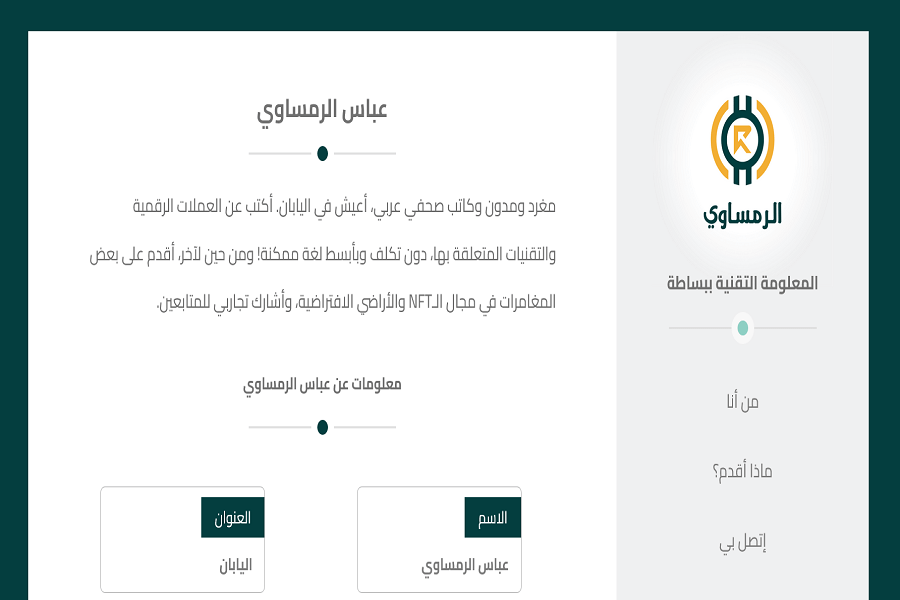 الرمساوي
المعلومة التقنية ببساطة
من أنا
ماذا أقدم؟
إتصل بي
عباس الرمساوي
مغرد ومدون وكاتب صحفي عربي، أعيش في اليابان. أكتب عن العملات الرقمية
والتقنيات المتعلقة بها، دون تكلف وبأبسط لغة ممكنة! ومن حين لآخر، أقدم على بعض
المغامرات في مجال الـNFT والأراضي الافتراضية، وأشارك تجاربي للمتابعين.
معلومات عن عباس الرمساوي
الاسم
عباس الرمساوي
العنوان
اليابان